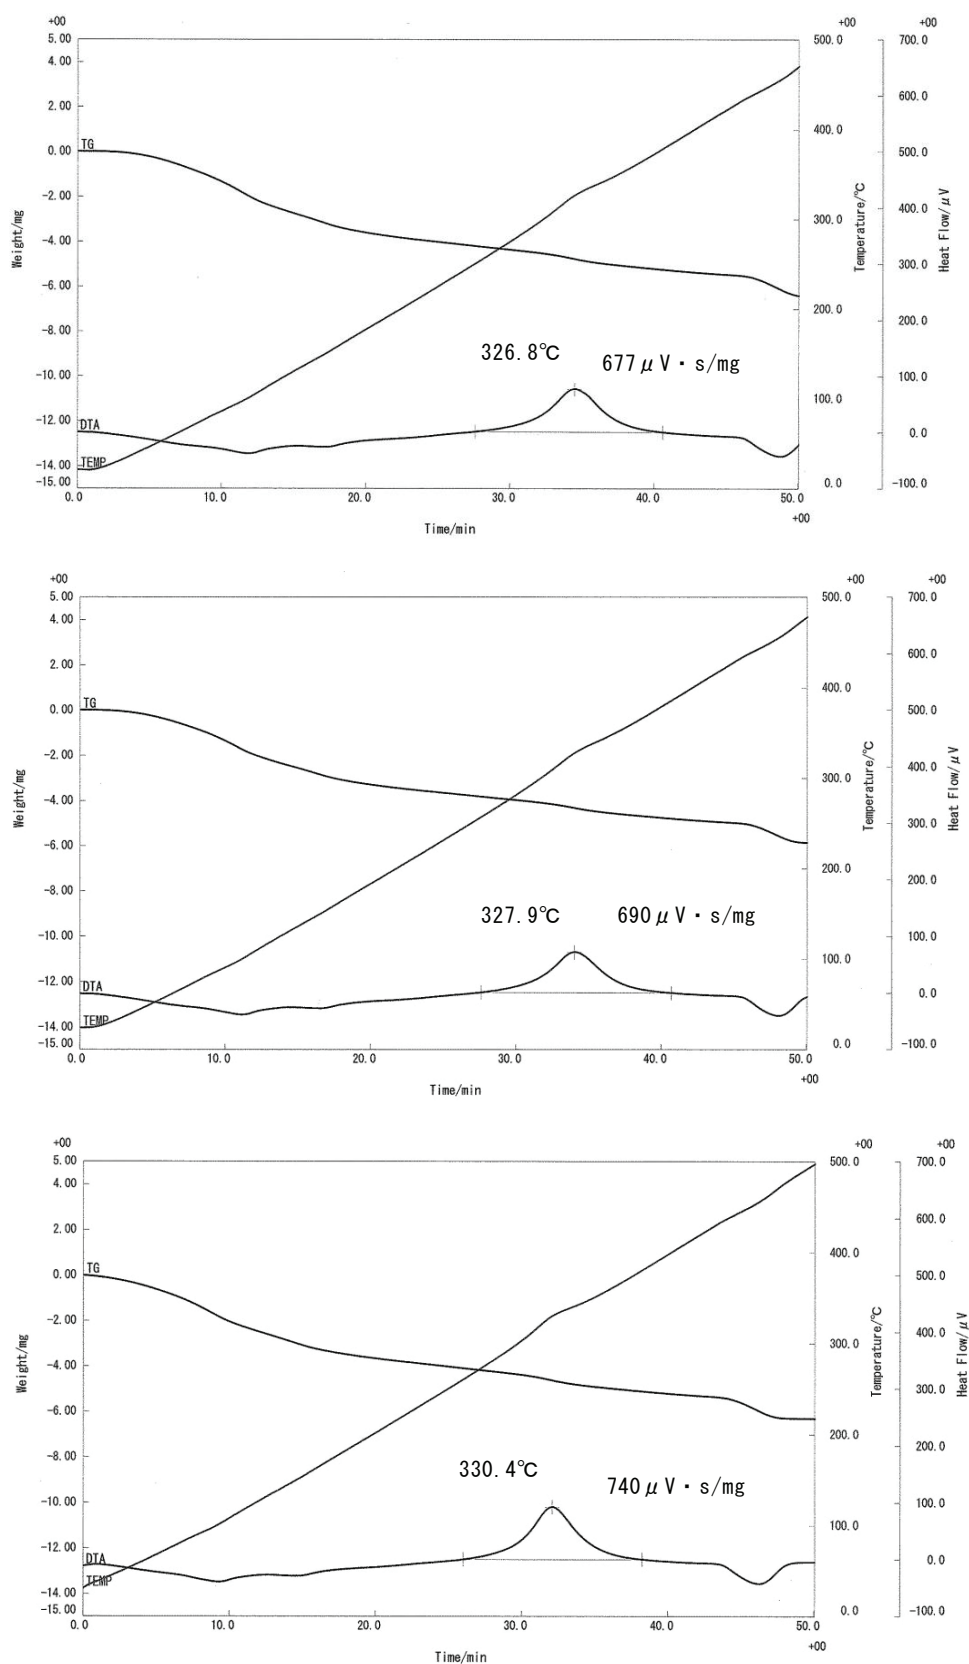 +00 +00 +00
5.00 500.0 700.0
4.00
600.0
2.00 400.0
TG
0.00 500.0
-2.00 400.0
300.0
Weight/mg Temperature/℃ Heat Flow/μV
-4.00
300.0
-6.00
200.0
-8.00 200.0
326.8℃ 677μV・s/mg
-10.00 100.0
100.0
-12.00 DTA 0.0
-14.00 TEMP
-15.00 0.0 -100.0
0.0 10.0 20.0 30.0 40.0 50.0
+00
Time/min
+00 +00 +00
5.00 500.0 700.0
4.00
600.0
2.00 400.0
TG
0.00 500.0
-2.00 400.0
300.0
Weight/mg Temperature/℃ Heat Flow/μV
-4.00
300.0
-6.00
200.0
-8.00 200.0
327.9℃ 690μV・s/mg
-10.00
100.0 100.0
-12.00 DTA 0.0
-14.00 TEMP
-15.00 0.0 -100.0
0.0 10.0 20.0 30.0 40.0 50.0
+00
Time/min
+00 +00 +00
5.00 500.0 700.0
4.00
600.0
2.00 400.0
TG
0.00 500.0
-2.00 400.0
300.0
Weight/mg Temperature/℃ Heat Flow/μV
-4.00
300.0
-6.00
200.0
-8.00 200.0
330.4℃ 740μV・s/mg
-10.00 100.0
100.0
-12.00
DTA 0.0
TEMP
-14.00
-15.00 0.0 -100.0
0.0 10.0 20.0 30.0 40.0 50.0
+00
Time/min